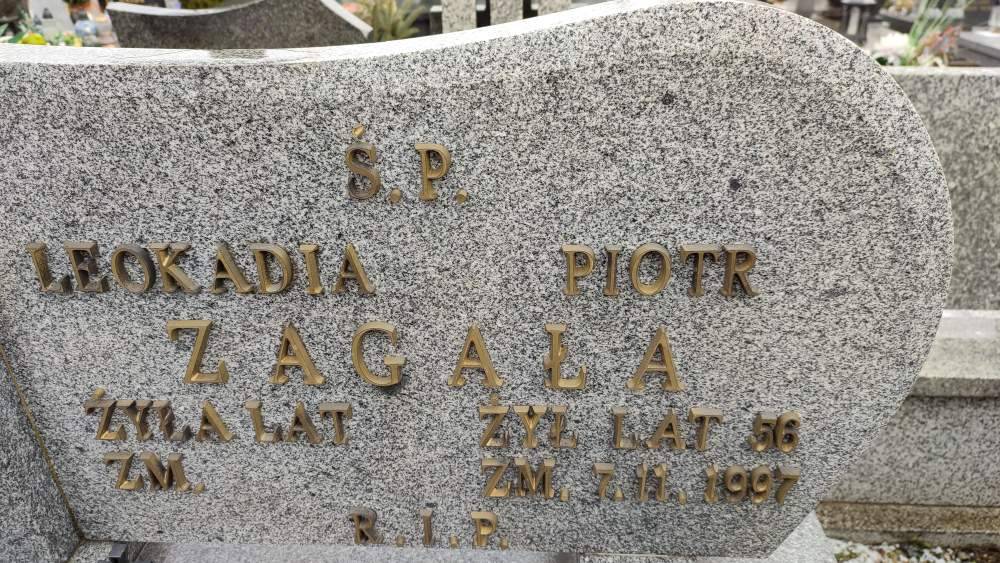 Ś.P.
LEOKADIA PIOTR
ZAGAŁA
ŻYŁA LAT ŻYŁ LAT 56
ZM. ZM. 7.11.1997
R.I.P.